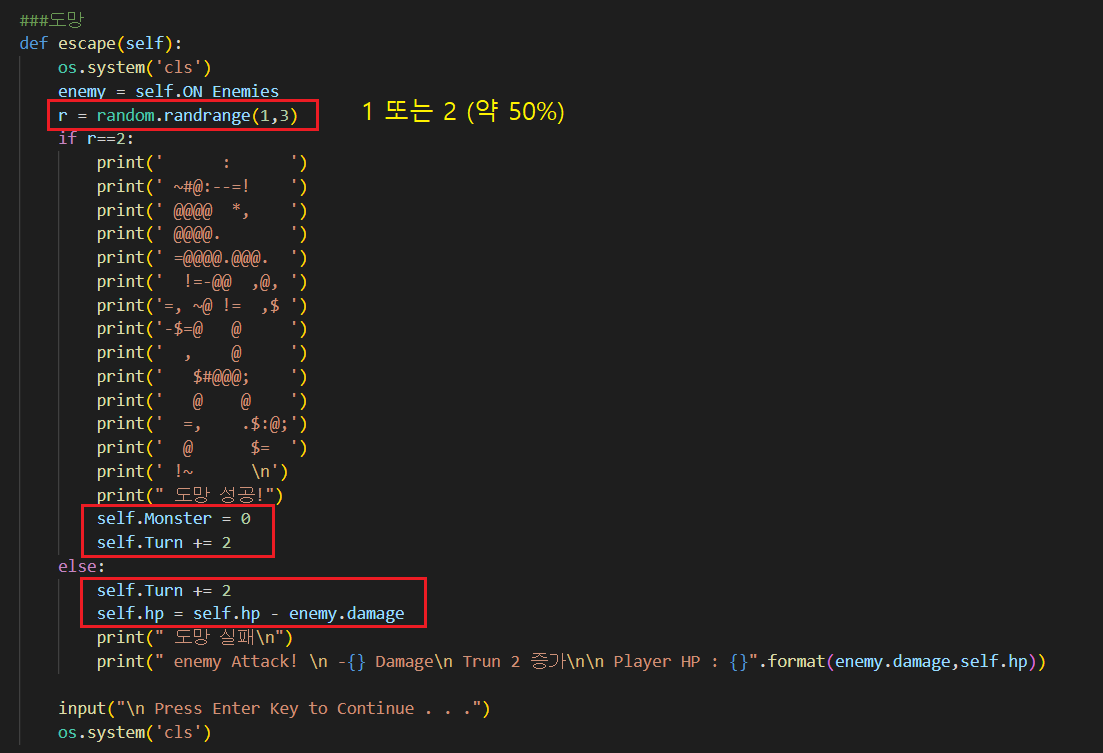 ###도망
def escape(self):
    os.system('cls')
    enemy = self.ON_Enemies
    r = random.randrange(1,3)    1 또는 2 (약 50%)
    if r==2:
        print('      :      ')
        print(' ~#@:--=!    ')
        print(' @@@@  *,    ')
        print(' @@@@.       ')
        print(' =@@@@.@@@.  ')
        print('  !=-@@  ,@, ')
        print('=, ~@ !=  ,$ ')
        print('-$=@   @     ')
        print('  ,    @     ')
        print('   $#@@@;    ')
        print('   @    @    ')
        print('  =,    .$:@;')
        print('  @      $=  ')
        print(' !~      \n')
        print(" 도망 성공!")
        self.Monster = 0
        self.Turn += 2
    else:
        self.Turn += 2
        self.hp = self.hp - enemy.damage
        print(" 도망 실패\n")
        print(" enemy Attack! \n -{} Damage\n Trun 2 증가\n\n Player HP : {}".format(enemy.damage,self.hp))

    input("\n Press Enter Key to Continue . . .")
    os.system('cls')